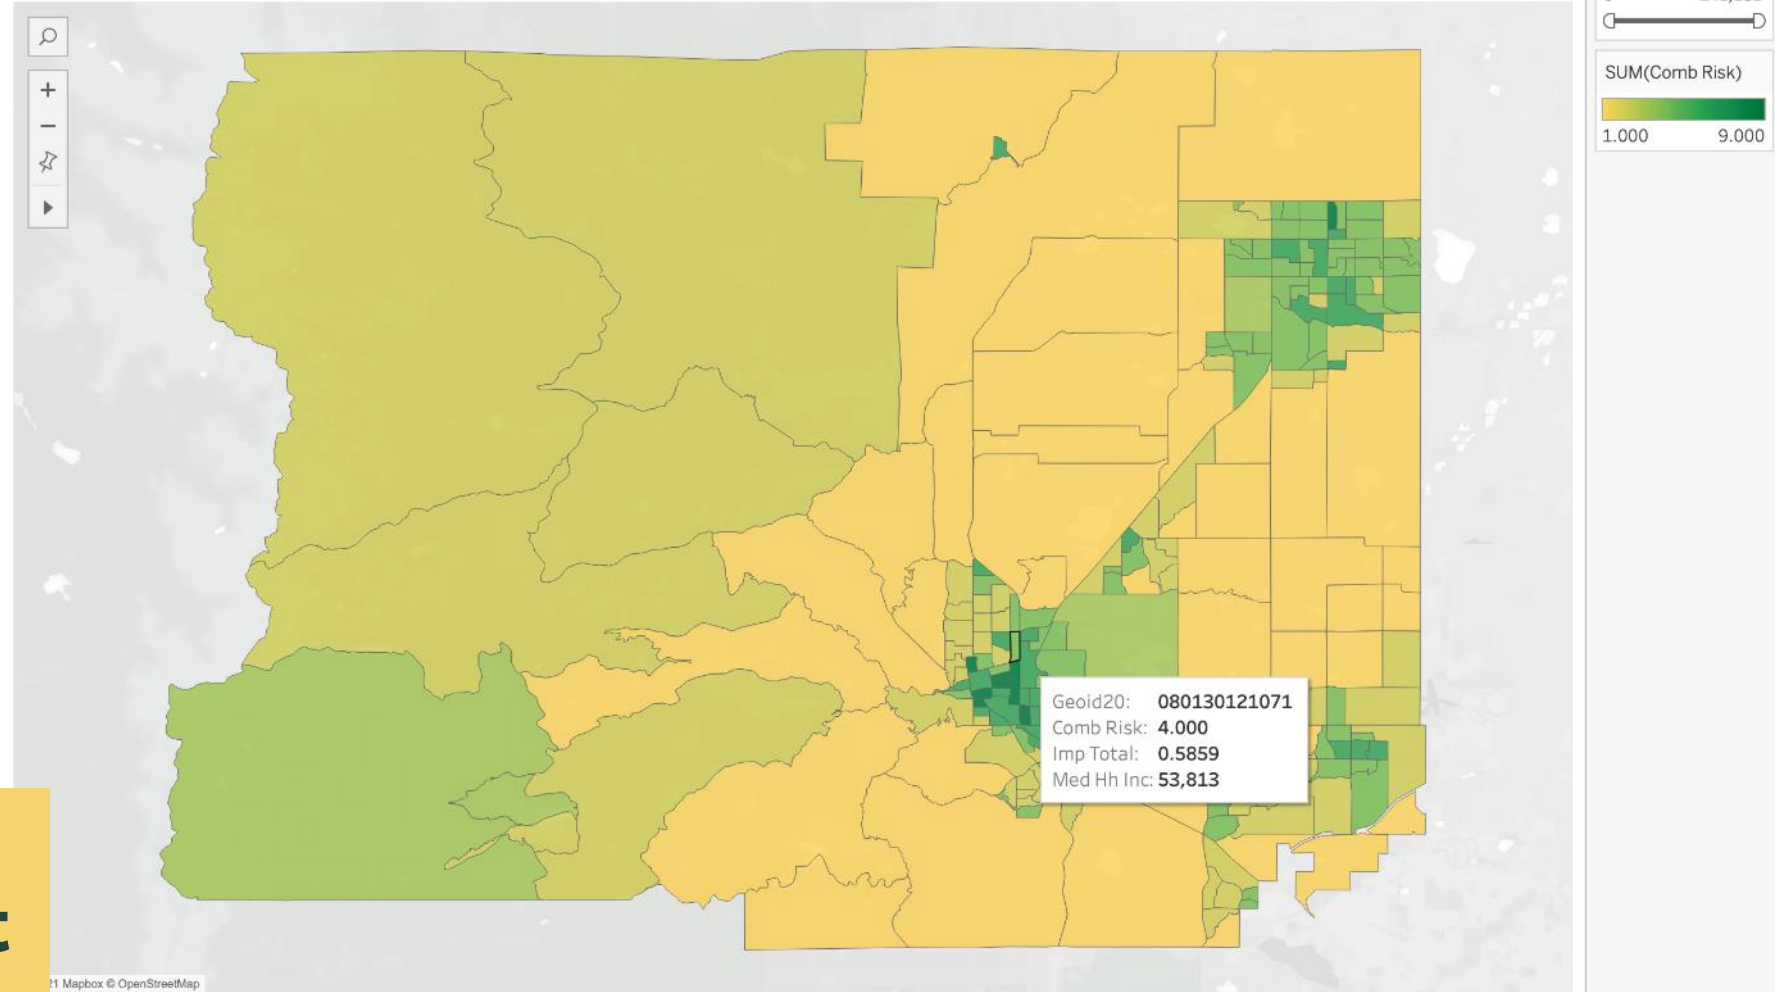 SUM(Comb Risk)
1.000 9.000
Geoid20: 080130121071
Comb Risk: 4.000
Imp Total: 0.5859
Med Hh Inc: 53,813
Mapbox © OpenStreetMap